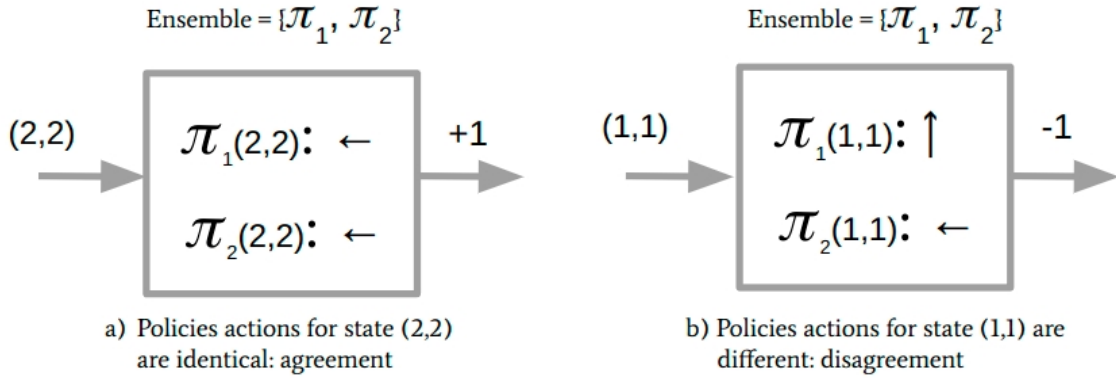 Ensemble = {π₁, π₂}
(2,2)
π₁(2,2): ←
+1
π₂(2,2): ←
a) Policies actions for state (2,2)
are identical: agreement
Ensemble = {π₁, π₂}
(1,1)
π₁(1,1): ↑
-1
π₂(1,1): ←
b) Policies actions for state (1,1) are
different: disagreement